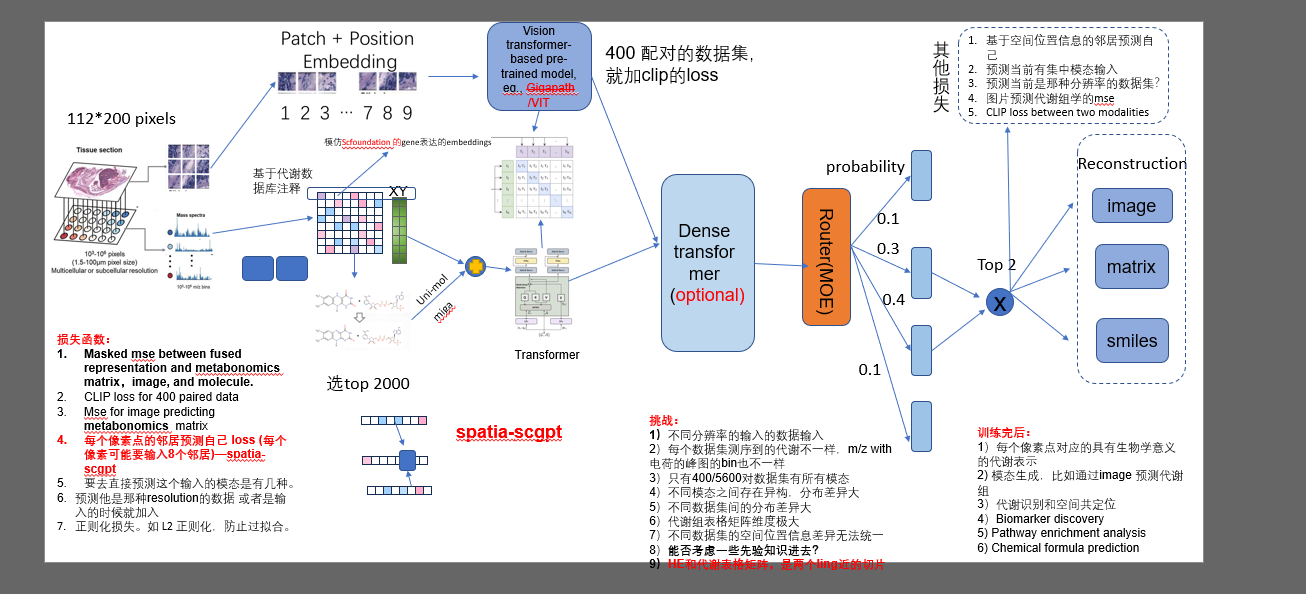 Patch + Position
Embedding
1 2 3 ... 7 8 9
112*200 pixels
Tissue section
Mass spectra
10³-10⁶ pixels
(1.5-100μm pixel size)
Multicellular or subcellular resolution
10³-10⁵ m/z bins
Vision
transformer-
based pre-
trained model,
eg., Gigapath
/VIT
400 配对的数据集，
就加clip的loss
模仿Scfoundation 的gene表达的embeddings
基于代谢数
据库注释
XY
Uni-mol
miga
Transformer
选top 2000
spatia-scgpt
Dense
transfor
mer
(optional)
Router(MOE)
probability
0.1
0.3
0.4
0.1
Top 2
X
其他损失
1. 基于空间位置信息的邻居预测自
己
2. 预测当前有集中模态输入
3. 预测当前是那种分辨率的数据集?
4. 图片预测代谢组学的mse
5. CLIP loss between two modalities
Reconstruction
image
matrix
smiles
损失函数：
1. Masked mse between fused
representation and metabonomics
matrix，image, and molecule.
2. CLIP loss for 400 paired data
3. Mse for image predicting
metabonomics matrix
4. 每个像素点的邻居预测自己 loss (每个
像素可能要输入8个邻居)—spatia-
scgpt
5. 要去直接预测这个输入的模态是有几种。
6. 预测他是那种resolution的数据 或者是输
入的时候就加入
7. 正则化损失。如 L2 正则化，防止过拟合。
挑战：
1）不同分辨率的输入的数据输入
2）每个数据集测序到的代谢不一样，m/z with
电荷的峰图的bin也不一样
3）只有400/5600对数据集有所有模态
4）不同模态之间存在异构，分布差异大
5）不同数据集间的分布差异大
6）代谢组表格矩阵维度极大
7）不同数据集的空间位置信息差异无法统一
8）能否考虑一些先验知识进去?
9）HE和代谢表格矩阵，是两个ling近的切片
训练完后：
1）每个像素点对应的具有生物学意义
的代谢表示
2) 模态生成，比如通过image 预测代谢
组
3）代谢识别和空间共定位
4）Biomarker discovery
5) Pathway enrichment analysis
6) Chemical formula prediction